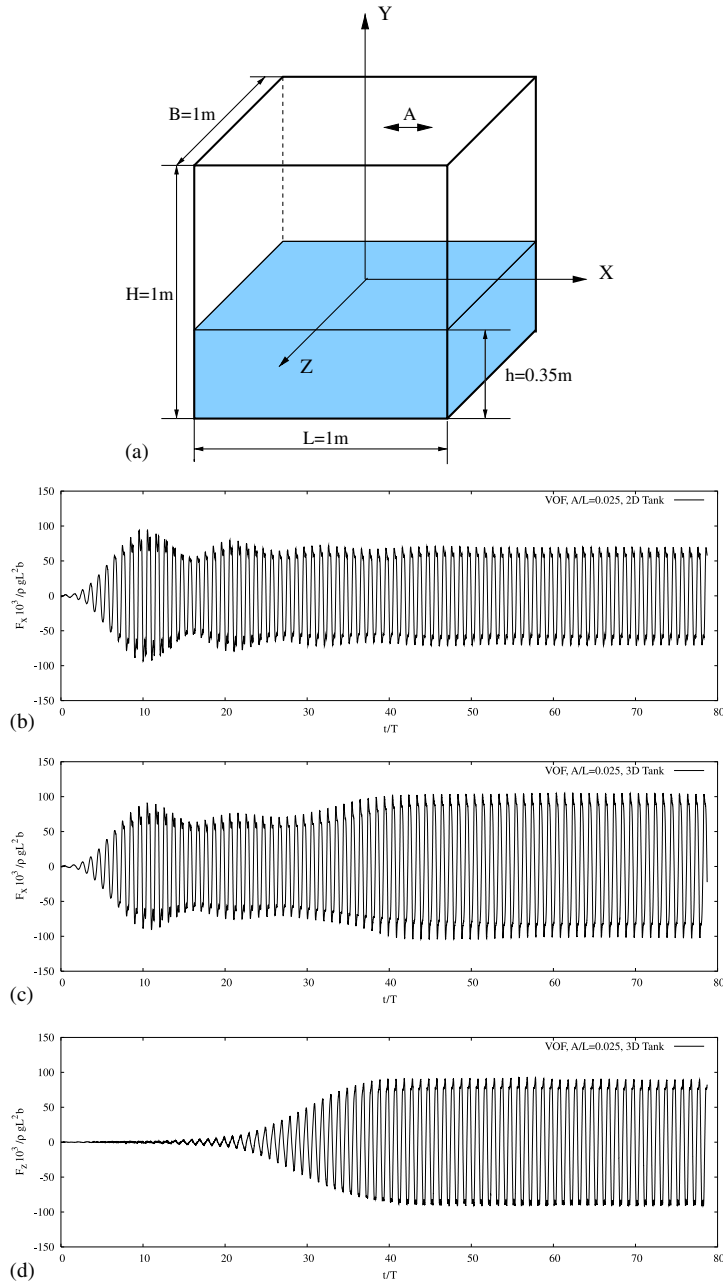 Y
B=1m
A
H=1m
X
Z
h=0.35m
L=1m
(a)
150
100
50
0
-50
-100
-150
F_X 10^3/ρ gL^2b
VOF, A/L=0.025, 2D Tank
0 10 20 30 40 50 60 70 80
t/T
(b)
150
100
50
0
-50
-100
-150
F_X 10^3/ρ gL^2b
VOF, A/L=0.025, 3D Tank
0 10 20 30 40 50 60 70 80
t/T
(c)
150
100
50
0
-50
-100
-150
F_Z 10^3/ρ gL^2b
VOF, A/L=0.025, 3D Tank
0 10 20 30 40 50 60 70 80
t/T
(d)